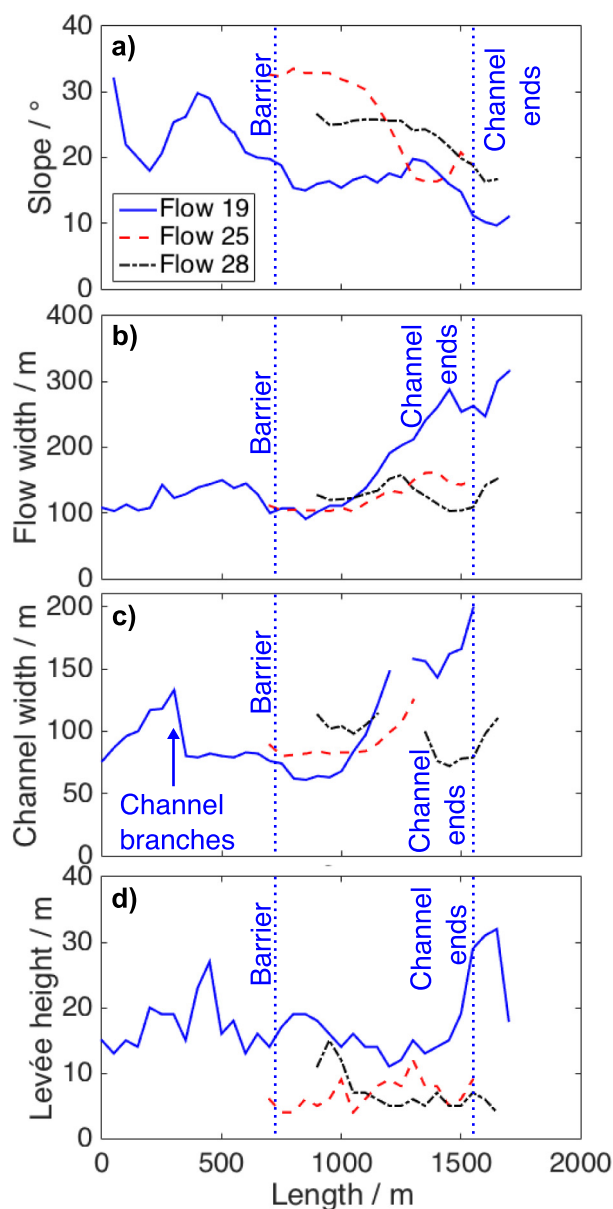 a)
Slope / °
40
30
20
10
0
Barrier
Channel
ends
Flow 19
Flow 25
Flow 28
b)
Flow width / m
400
300
200
100
0
Barrier
Channel
ends
c)
Channel width / m
200
150
100
50
0
Barrier
Channel
branches
Channel
ends
d)
Levée height / m
40
30
20
10
0
Barrier
Channel
ends
0
500
1000
1500
2000
Length / m